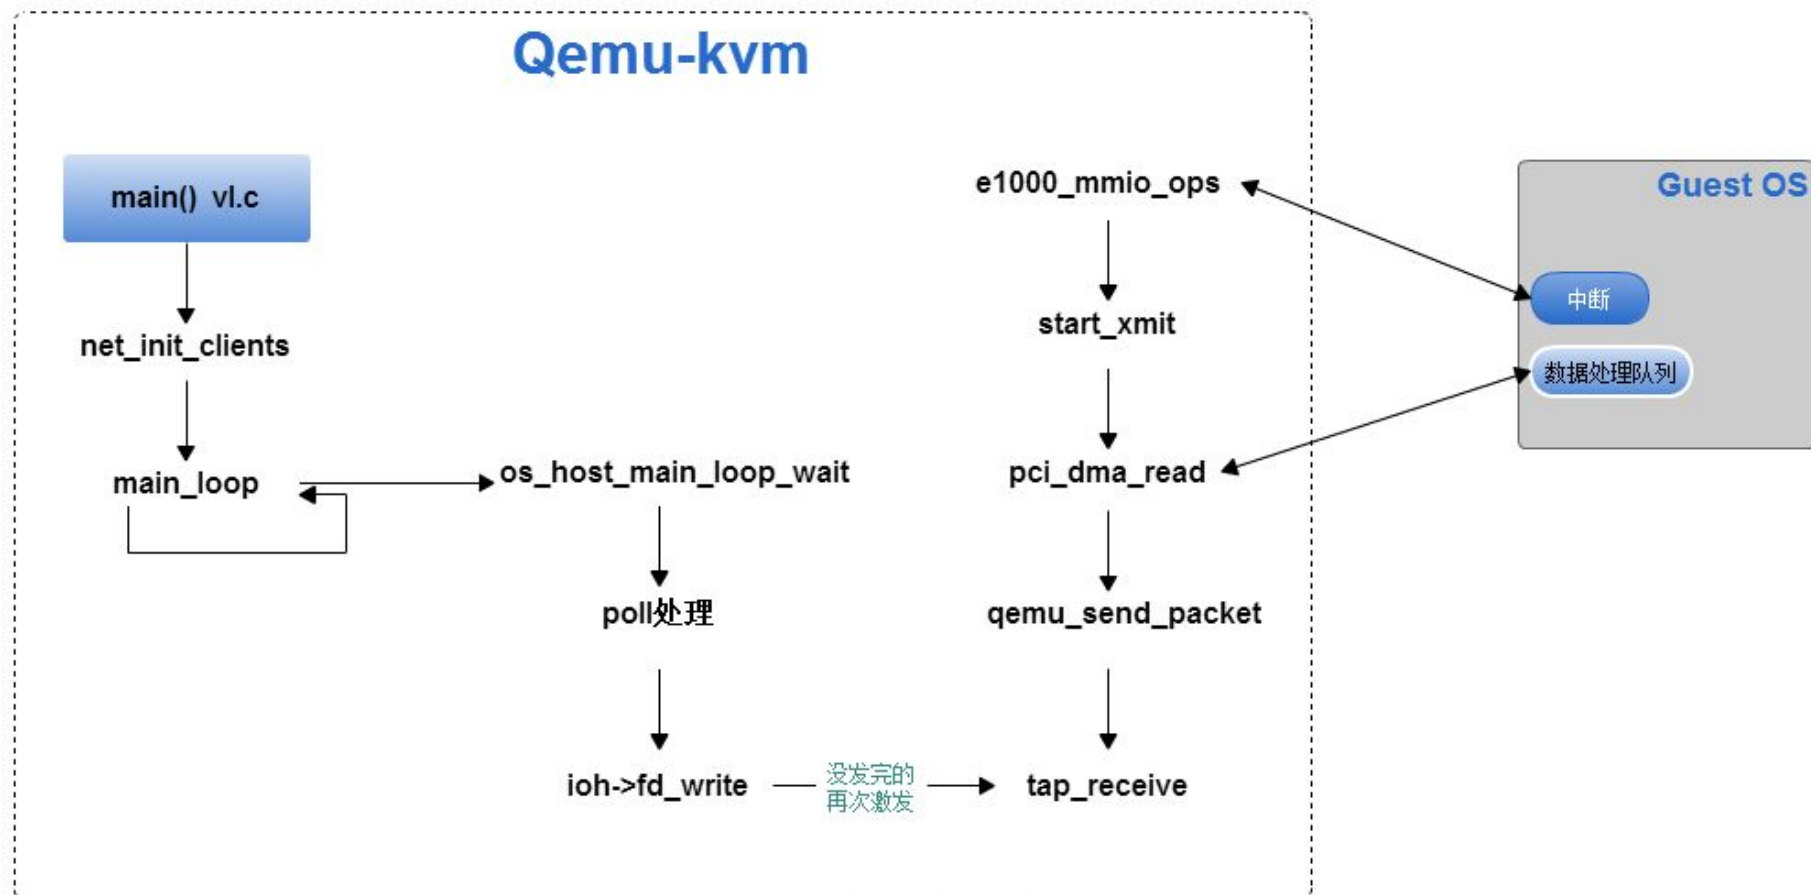 Qemu-kvm
main() vl.c
net_init_clients
main_loop
os_host_main_loop_wait
poll处理
ioh->fd_write
没发完的
再次激发
e1000_mmio_ops
start_xmit
pci_dma_read
qemu_send_packet
tap_receive
Guest OS
中断
数据处理队列